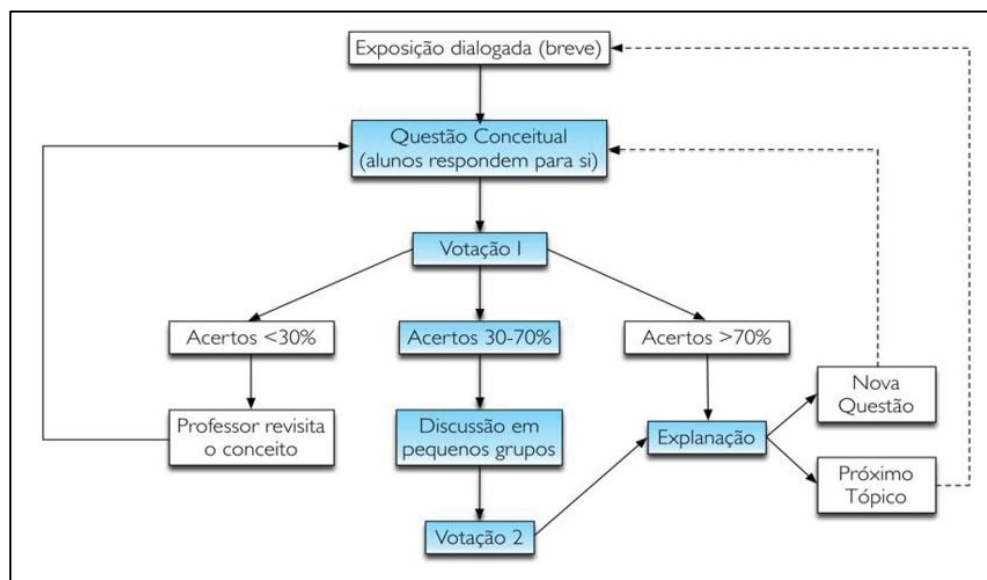 Exposição dialogada (breve)
Questão Conceitual
(alunos respondem para si)
Votação 1
Acertos <30%
Acertos 30-70%
Acertos >70%
Professor revisita
o conceito
Discussão em
pequenos grupos
Explanação
Nova
Questão
Próximo
Tópico
Votação 2